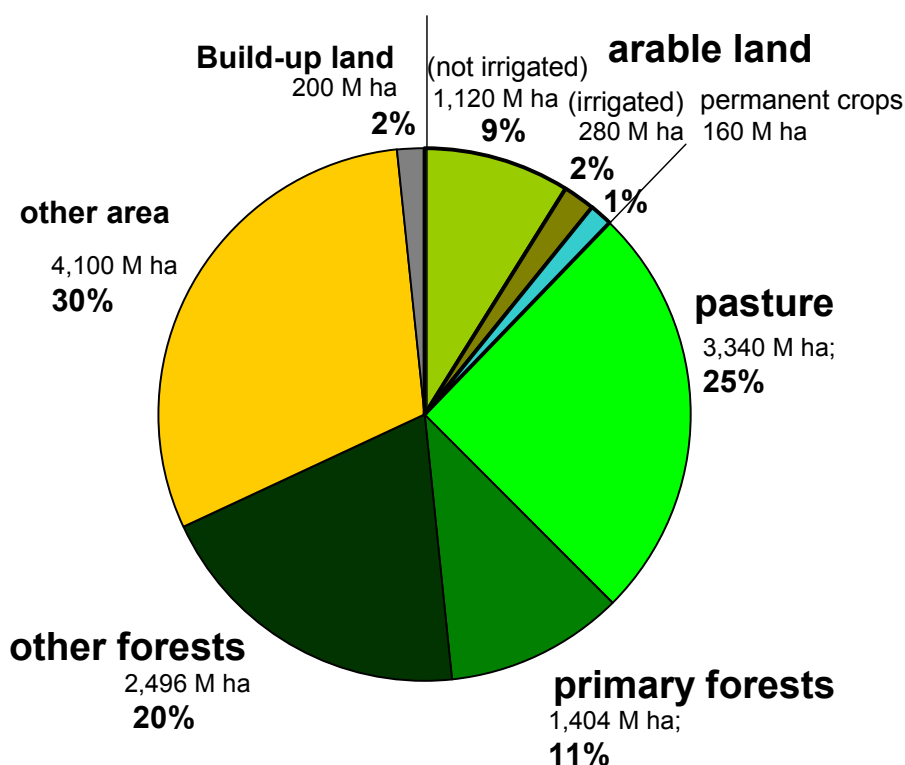 Build-up land
200 M ha
2%
(not irrigated)
1,120 M ha
9%
arable land
(irrigated)
280 M ha
2%
permanent crops
160 M ha
1%
other area
4,100 M ha
30%
pasture
3,340 M ha;
25%
other forests
2,496 M ha
20%
primary forests
1,404 M ha;
11%